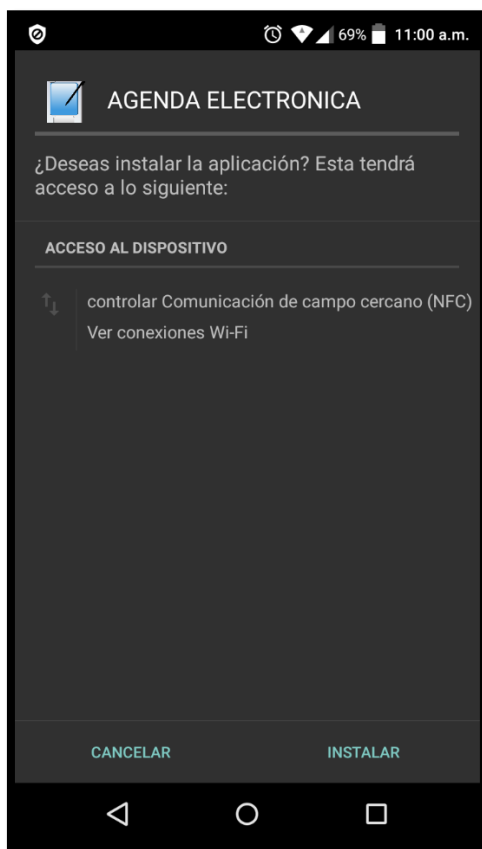 69% 11:00 a.m.
AGENDA ELECTRONICA
¿Deseas instalar la aplicación? Esta tendrá
acceso a lo siguiente:
ACCESO AL DISPOSITIVO
controlar Comunicación de campo cercano (NFC)
Ver conexiones Wi-Fi
CANCELAR INSTALAR